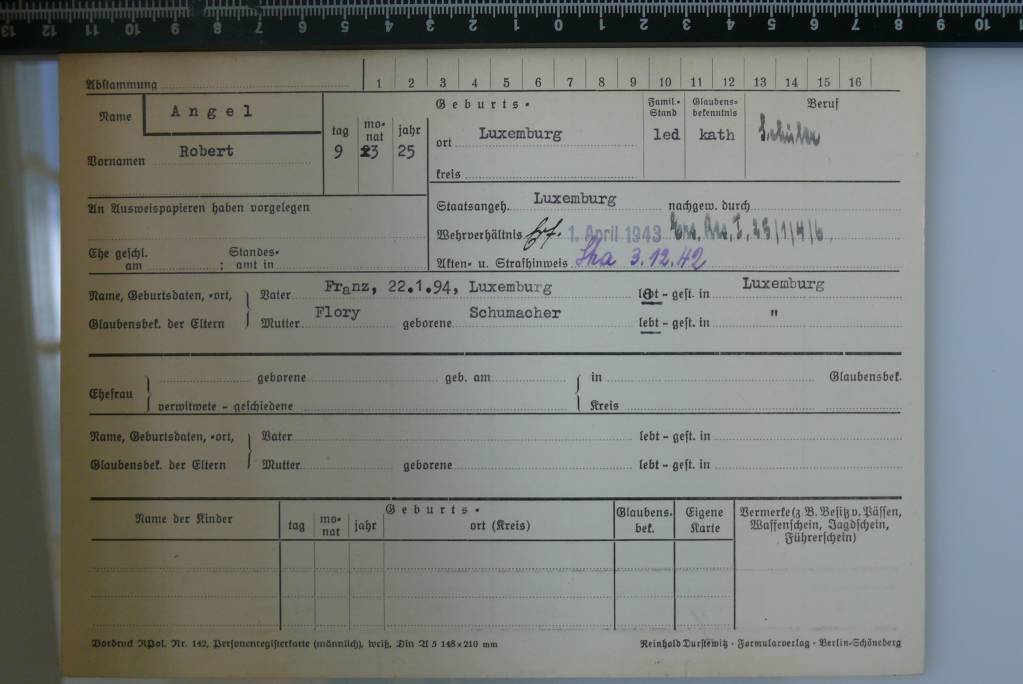 13 12 11 10 9 8 7 6 5 4 3 2 1 0 1 2 3 4 5 6 7 8 9 10
Abstammung 1 2 3 4 5 6 7 8 9 10 11 12 13 14 15 16
Name Angel
Vornamen Robert
Geburts-
tag monat jahr
9 3 25
ort Luxemburg
kreis
Famil.-Stand
led
Glaubens-bekenntnis
kath
Beruf
Schüler
An Ausweispapieren haben vorgelegen
Staatsangeh. Luxemburg nachgew. durch
Wehrverhältnis 1. April 1943
Ehe geschl. am ; Standes-amt in
Akten- u. Strafhinweis 3.12.42
Name, Geburtsdaten, -ort, Vater Franz, 22.1.94, Luxemburg lebt - gest. in Luxemburg
Glaubensbek. der Eltern Mutter Flory geborene Schumacher lebt - gest. in "
Ehefrau geborene geb. am in Glaubensbek.
verwitwete - geschiedene Kreis
Name, Geburtsdaten, -ort, Vater lebt - gest. in
Glaubensbek. der Eltern Mutter geborene lebt - gest. in
Name der Kinder
Geburts-
tag monat jahr ort (Kreis)
Glaubens-bek.
Eigene Karte
Vermerke (z B. Besitz v. Pässen,
Waffenschein, Jagdschein,
Führerschein)
Vordruck RPol. Nr. 142, Personenregisterkarte (männlich), weiß, Din A 5 148×210 mm
Reinhold Durstewitz · Formularverlag · Berlin-Schöneberg